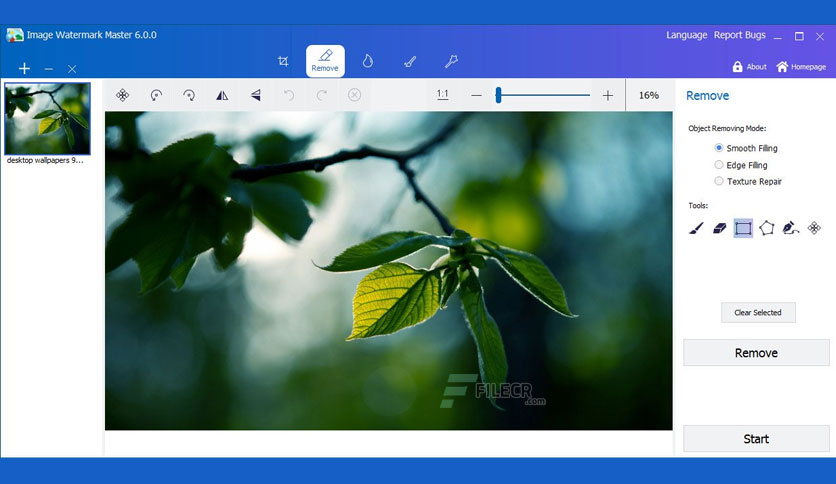 Image Watermark Master 6.0.0
Language Report Bugs
Remove
About Homepage
1:1
16%
desktop wallpapers 9...
FILECR
.com
Remove
Object Removing Mode:
Smooth Filling
Edge Filling
Texture Repair
Tools:
Clear Selected
Remove
Start